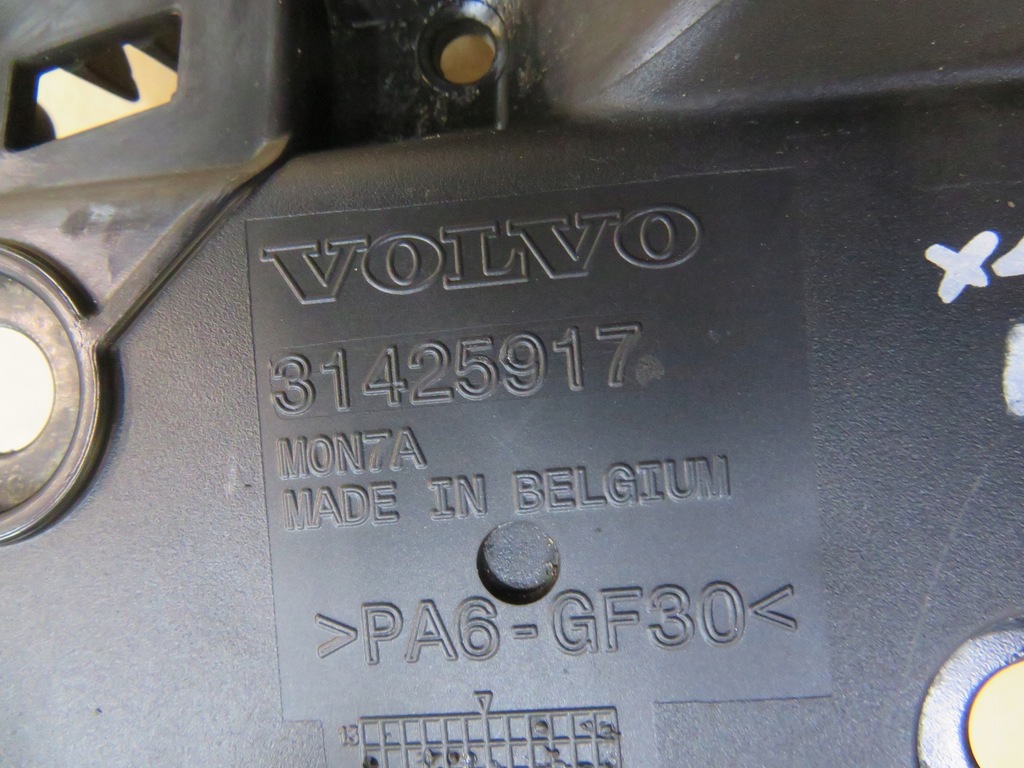 VOLVO
31425917
MON7A
MADE IN BELGIUM
>PA6-GF30<